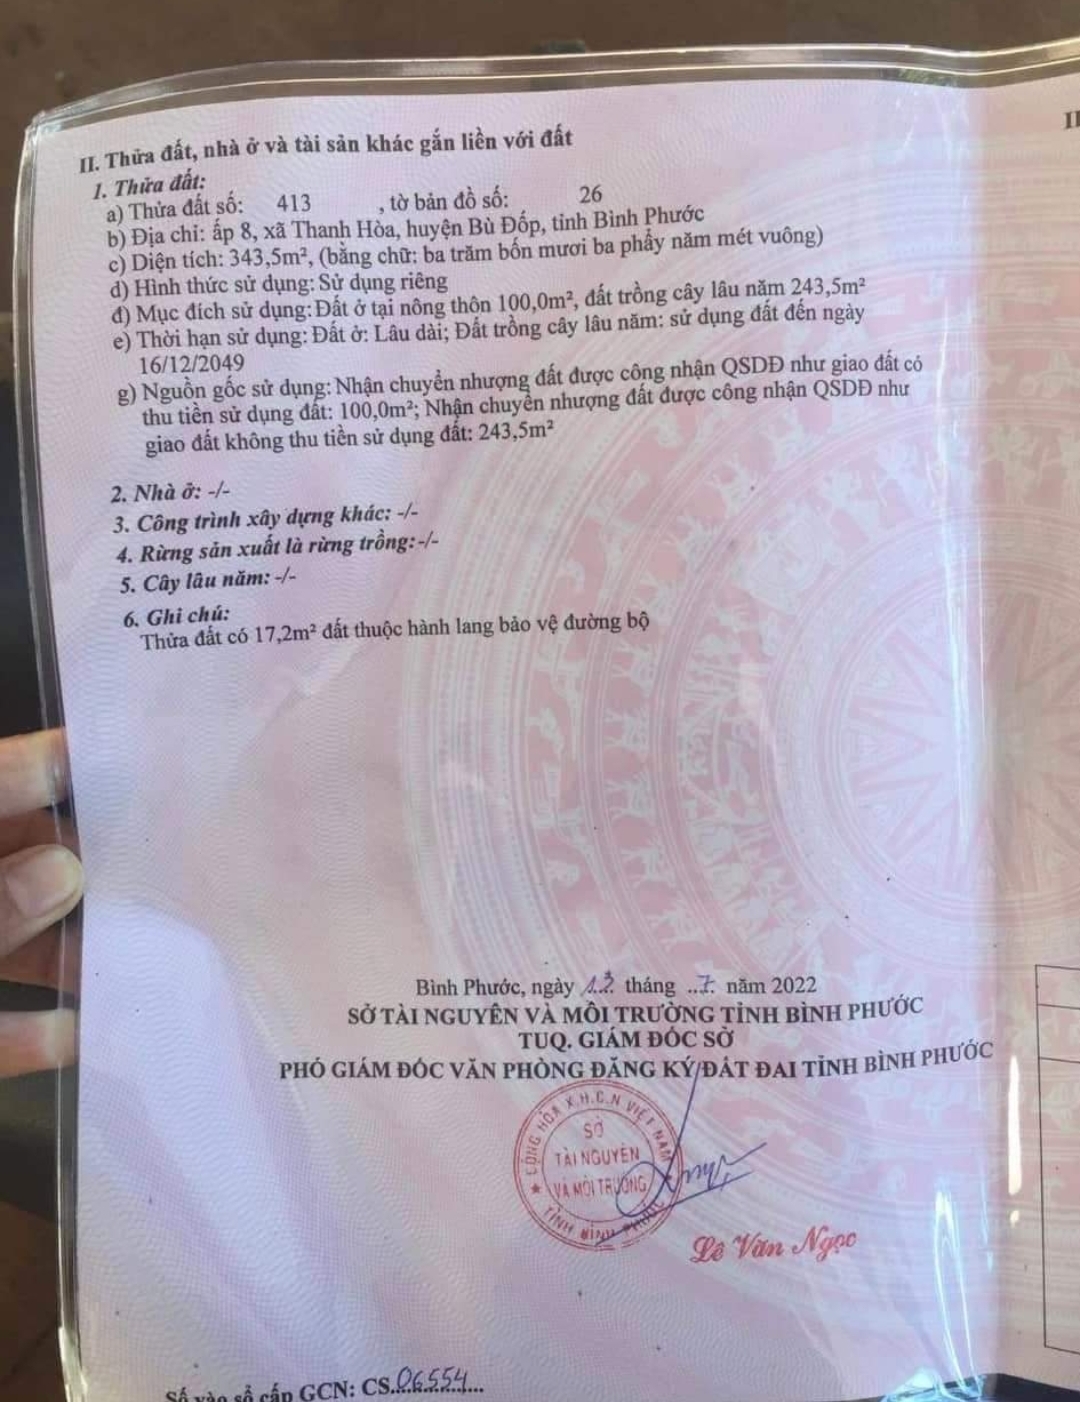 II. Thửa đất, nhà ở và tài sản khác gắn liền với đất
1. Thửa đất:
a) Thửa đất số: 413 , tờ bản đồ số: 26
b) Địa chỉ: ấp 8, xã Thanh Hòa, huyện Bù Đốp, tỉnh Bình Phước
c) Diện tích: 343,5m², (bằng chữ: ba trăm bốn mươi ba phẩy năm mét vuông)
d) Hình thức sử dụng: Sử dụng riêng
đ) Mục đích sử dụng: Đất ở tại nông thôn 100,0m², đất trồng cây lâu năm 243,5m²
e) Thời hạn sử dụng: Đất ở: Lâu dài; Đất trồng cây lâu năm: sử dụng đất đến ngày
16/12/2049
g) Nguồn gốc sử dụng: Nhận chuyển nhượng đất được công nhận QSDĐ như giao đất có
thu tiền sử dụng đất: 100,0m²; Nhận chuyển nhượng đất được công nhận QSDĐ như
giao đất không thu tiền sử dụng đất: 243,5m²
2. Nhà ở: -/-
3. Công trình xây dựng khác: -/-
4. Rừng sản xuất là rừng trồng: -/-
5. Cây lâu năm: -/-
6. Ghi chú:
Thửa đất có 17,2m² đất thuộc hành lang bảo vệ đường bộ
Bình Phước, ngày 13 tháng ..7. năm 2022
SỞ TÀI NGUYÊN VÀ MÔI TRƯỜNG TỈNH BÌNH PHƯỚC
TUQ. GIÁM ĐỐC SỞ
PHÓ GIÁM ĐỐC VĂN PHÒNG ĐĂNG KÝ ĐẤT ĐAI TỈNH BÌNH PHƯỚC
CỘNG HÒA X.H.C.N VIỆT NAM
SỞ
TÀI NGUYÊN
VÀ MÔI TRƯỜNG
TỈNH BÌNH PHƯỚC
Lê Văn Ngọc
Số vào sổ cấp GCN: CS...06554...
II